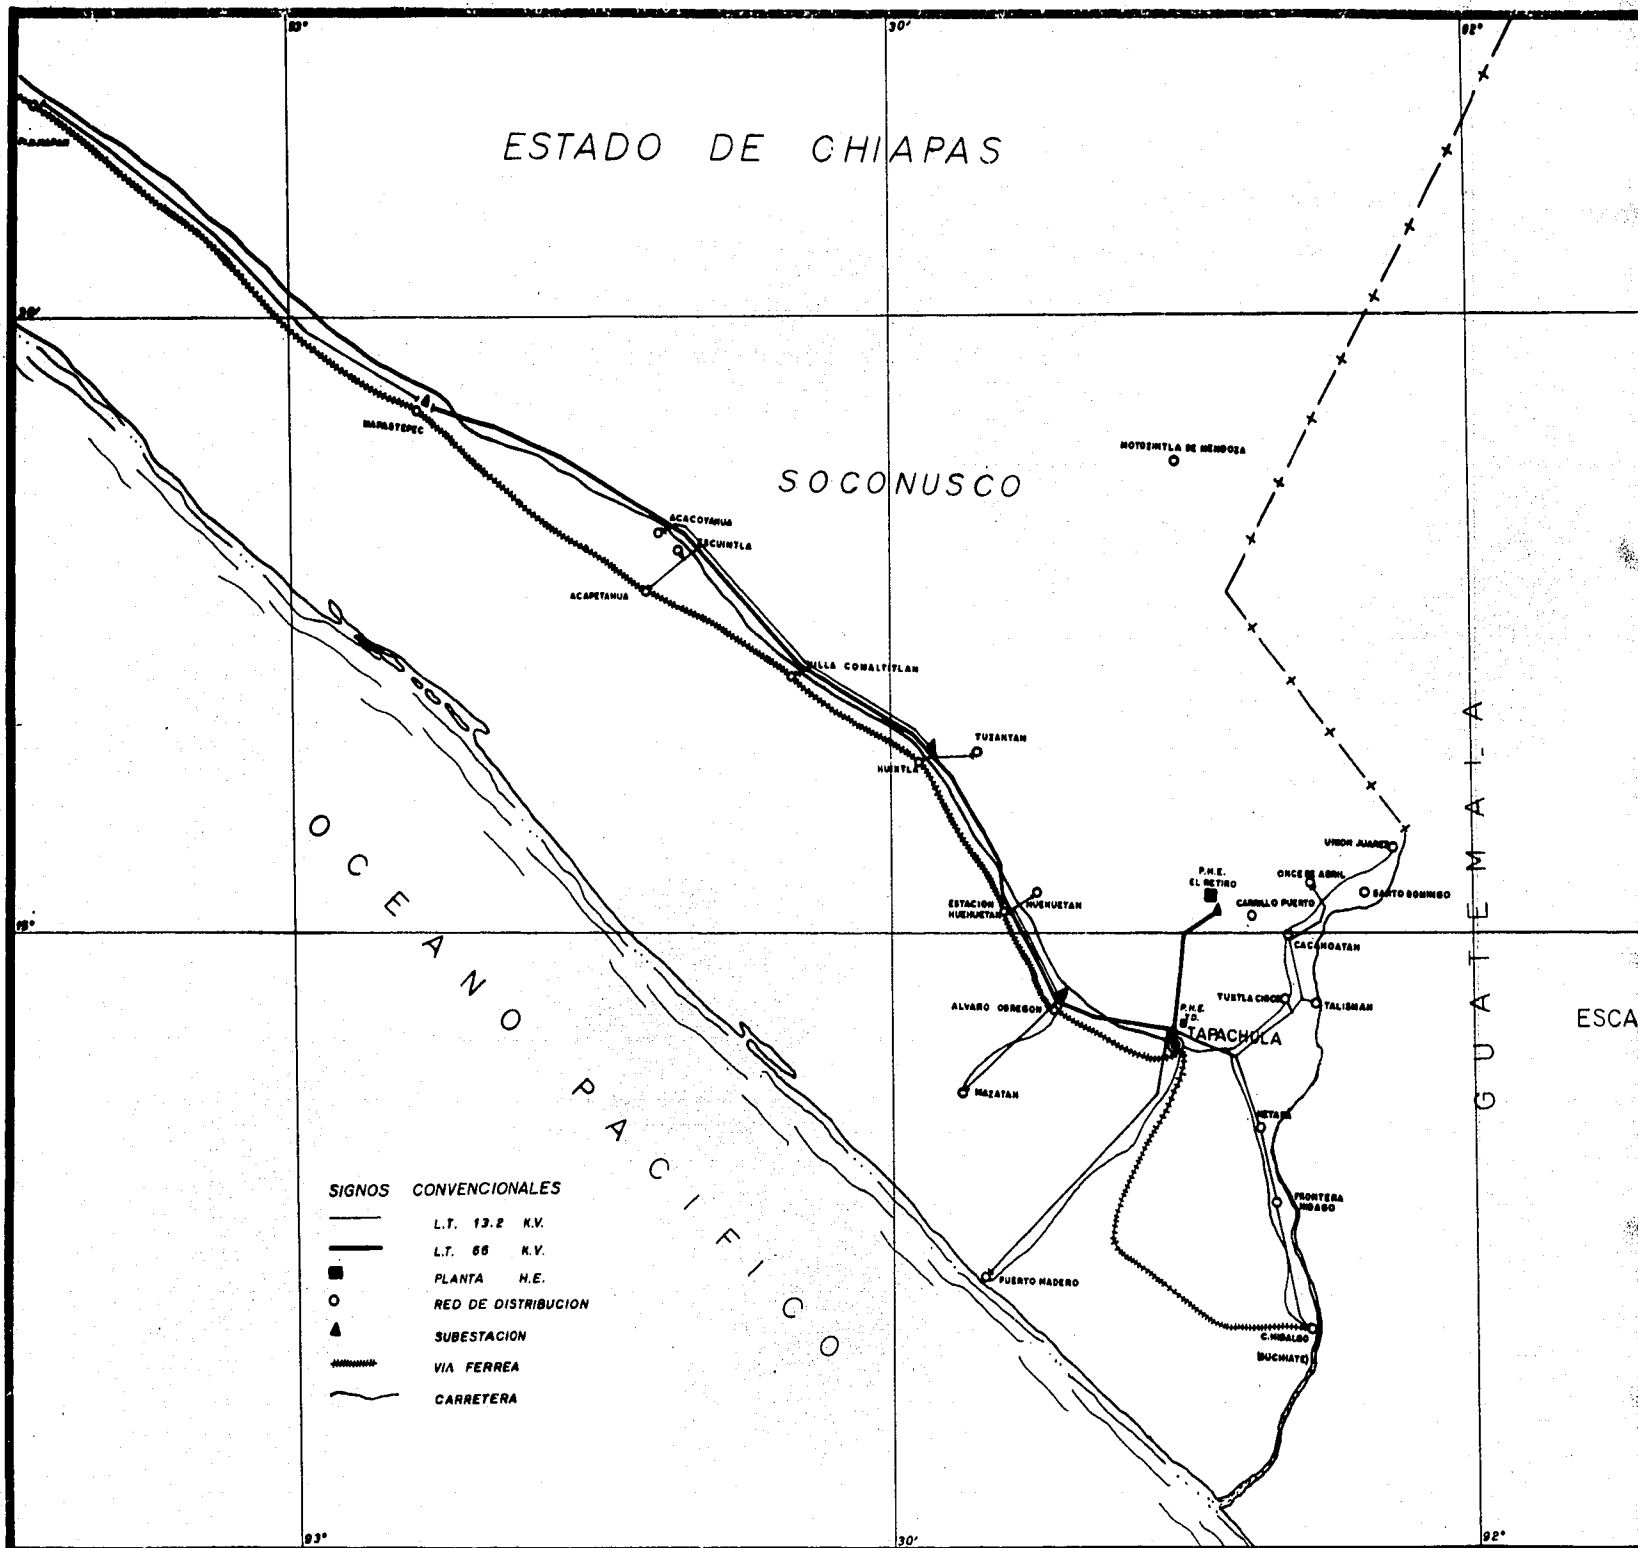 93°
30'
92°
ESTADO DE CHIAPAS
MAPASTEPEC
SOCONUSCO
MOTOZINTLA DE MENDOZA
ACACOYAHUA
ESCUINTLA
ACAPETAHUA
VILLA COMALTITLAN
TUZANTAN
HUIXTLA
GUATEMALA
OCEANO PACIFICO
UNION JUAREZ
P.H.E.
EL RETIRO
ONCE DE ABRIL
SANTO DOMINGO
CARRILLO PUERTO
ESTACION
HUEHUETAN
HUEHUETAN
15°
CACAHOATAN
TUXTLA CHICO
TALISMAN
ALVARO OBREGON
P.H.E.
TAPACHULA
ESCA
MAZATAN
METAPA
FRONTERA
HIDAGO
PUERTO MADERO
C. HIDALGO
(SUCHIATE)
SIGNOS CONVENCIONALES
L.T. 13.2 K.V.
L.T. 66 K.V.
PLANTA H.E.
RED DE DISTRIBUCION
SUBESTACION
VIA FERREA
CARRETERA
93°
30'
92°